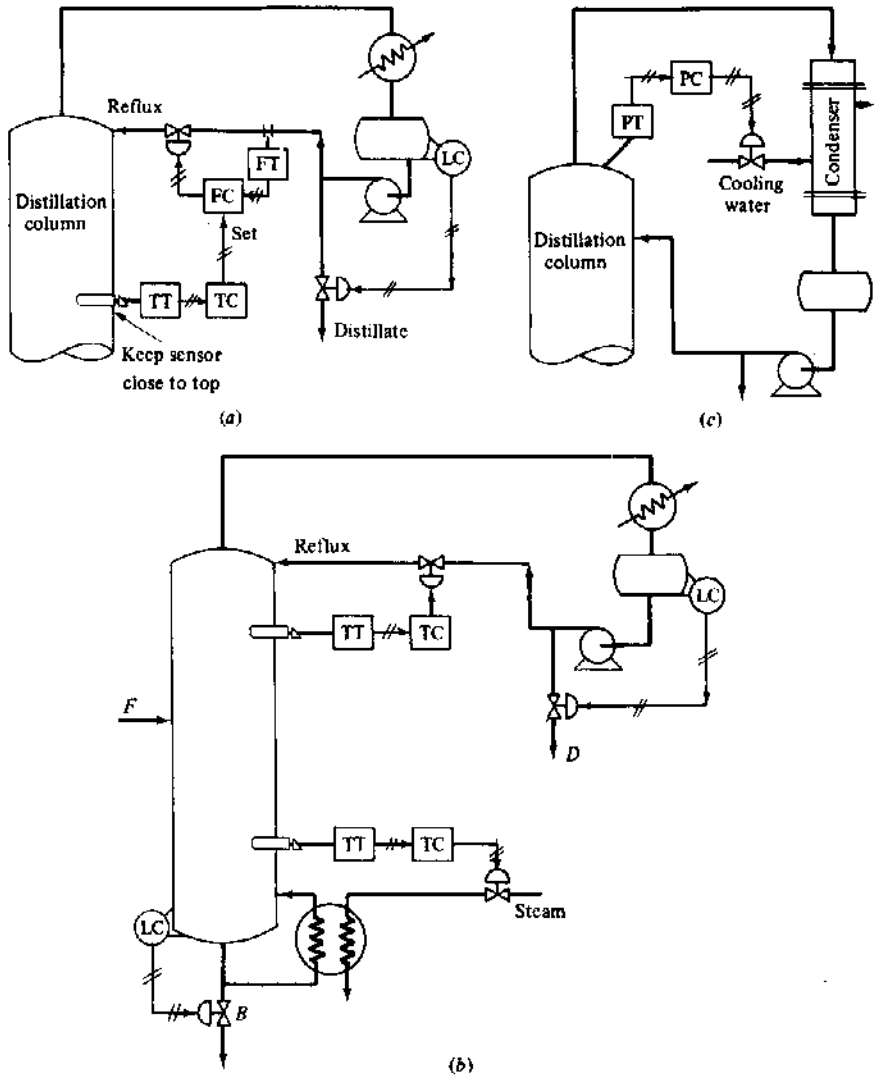 Reflux
LC
FT
Distillation
column
FC
Set
TT
TC
Distillate
Keep sensor
close to top
(a)
PC
PT
Condenser
Cooling
water
Distillation
column
(c)
Reflux
LC
TT
TC
F
D
TT
TC
Steam
LC
B
(b)